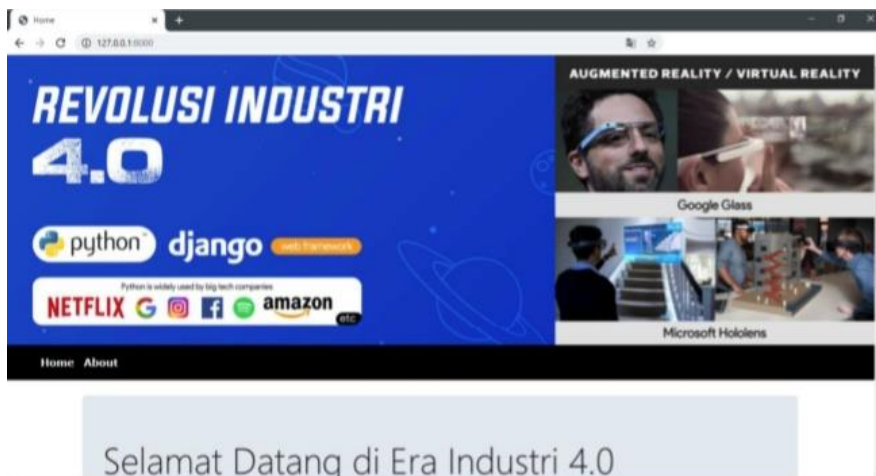 Home
127.0.0.1:8000
REVOLUSI INDUSTRI
4.0
python
django web framework
Python is widely used by big tech companies
NETFLIX G amazon
etc
AUGMENTED REALITY / VIRTUAL REALITY
Google Glass
Microsoft Hololens
Home About
Selamat Datang di Era Industri 4.0